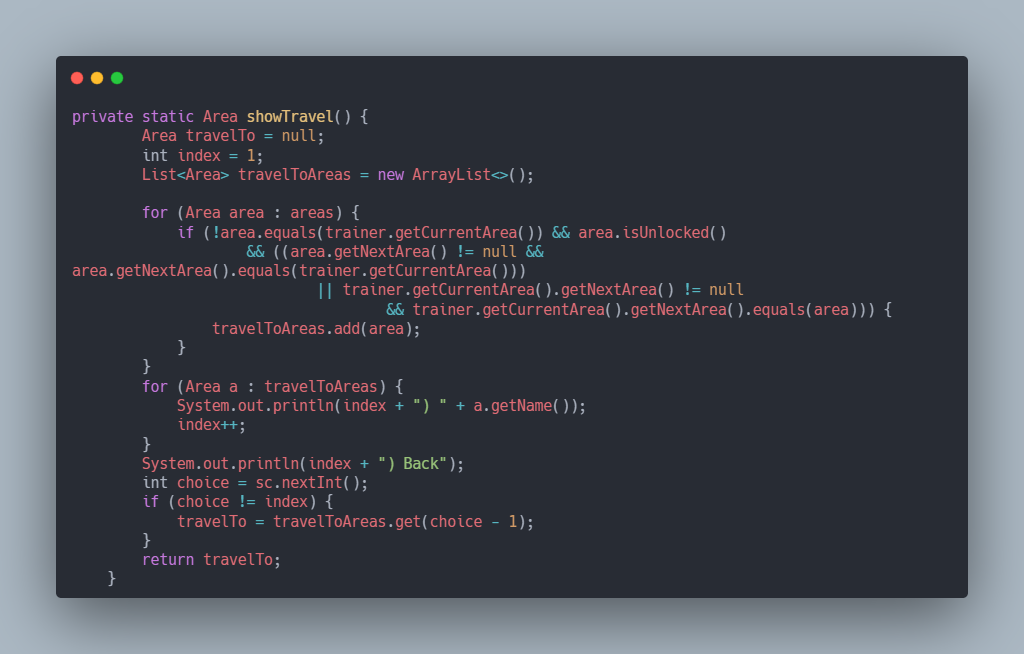 private static Area showTravel() {
        Area travelTo = null;
        int index = 1;
        List<Area> travelToAreas = new ArrayList<>();

        for (Area area : areas) {
            if (!area.equals(trainer.getCurrentArea()) && area.isUnlocked()
                    && ((area.getNextArea() != null &&
area.getNextArea().equals(trainer.getCurrentArea()))
                            || trainer.getCurrentArea().getNextArea() != null
                                    && trainer.getCurrentArea().getNextArea().equals(area))) {
                travelToAreas.add(area);
            }
        }
        for (Area a : travelToAreas) {
            System.out.println(index + ") " + a.getName());
            index++;
        }
        System.out.println(index + ") Back");
        int choice = sc.nextInt();
        if (choice != index) {
            travelTo = travelToAreas.get(choice - 1);
        }
        return travelTo;
    }